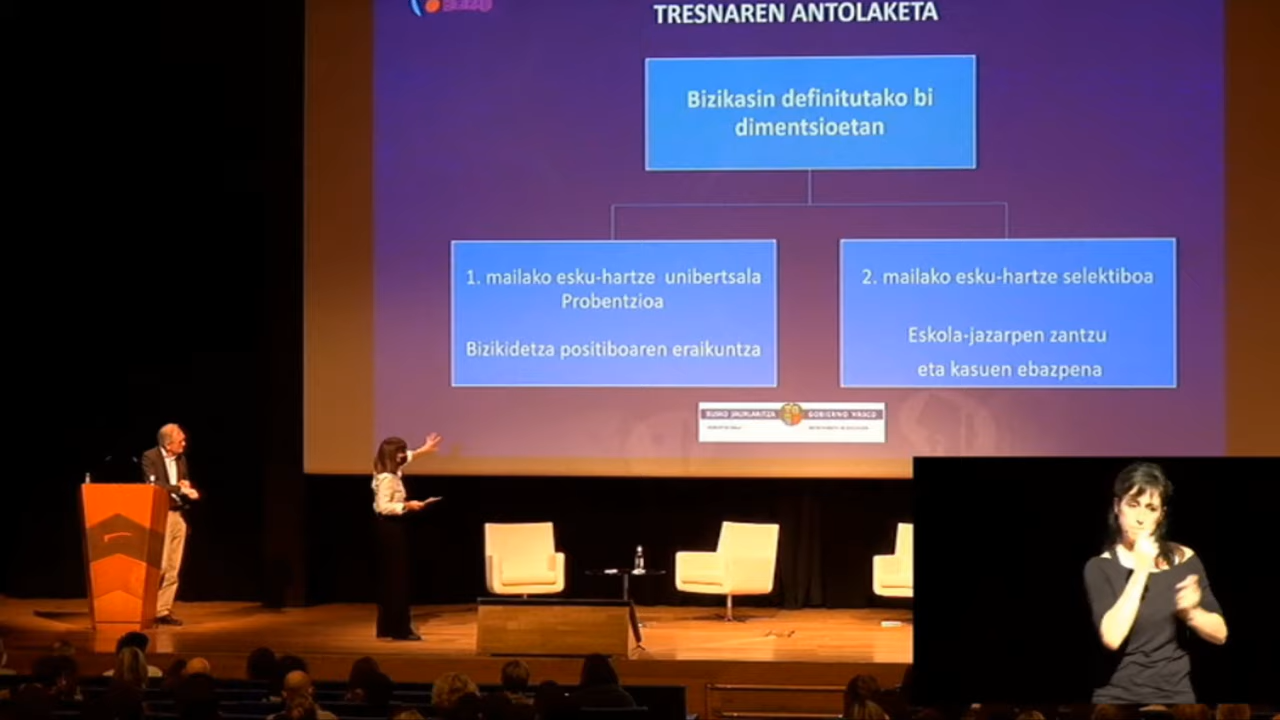 TRESNAREN ANTOLAKETA
Bizikasin definitutako bi
dimentsioetan
1. mailako esku-hartze unibertsala
Probentzioa
Bizikidetza positiboaren eraikuntza
2. mailako esku-hartze selektiboa
Eskola-jazarpen zantzu
eta kasuen ebazpena
EUSKO JAURLARITZA GOBIERNO VASCO